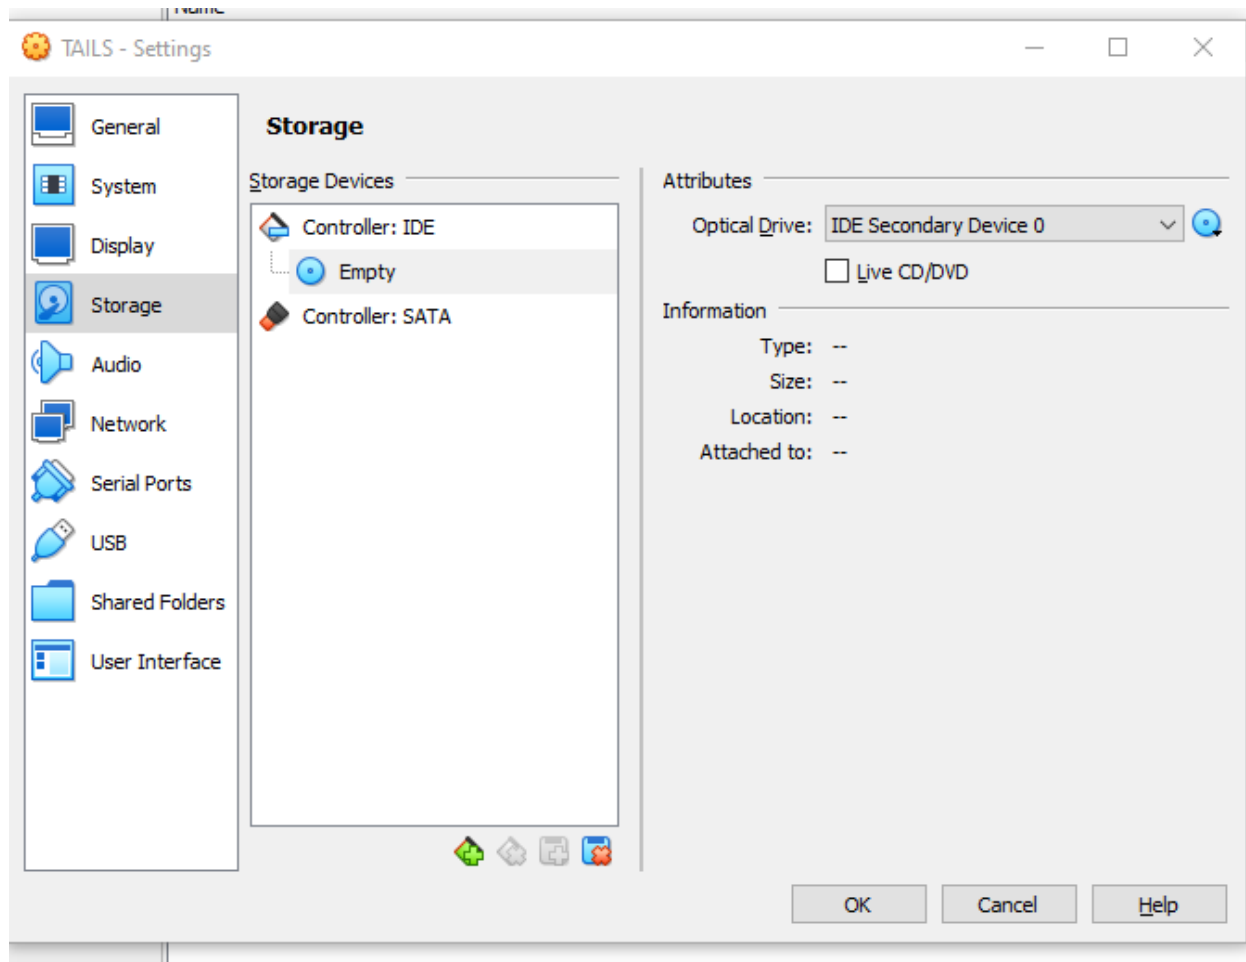 Name
TAILS - Settings
General
System
Display
Storage
Audio
Network
Serial Ports
USB
Shared Folders
User Interface
Storage
Storage Devices
Controller: IDE
Empty
Controller: SATA
Attributes
Optical Drive: IDE Secondary Device 0
Live CD/DVD
Information
Type: --
Size: --
Location: --
Attached to: --
OK Cancel Help